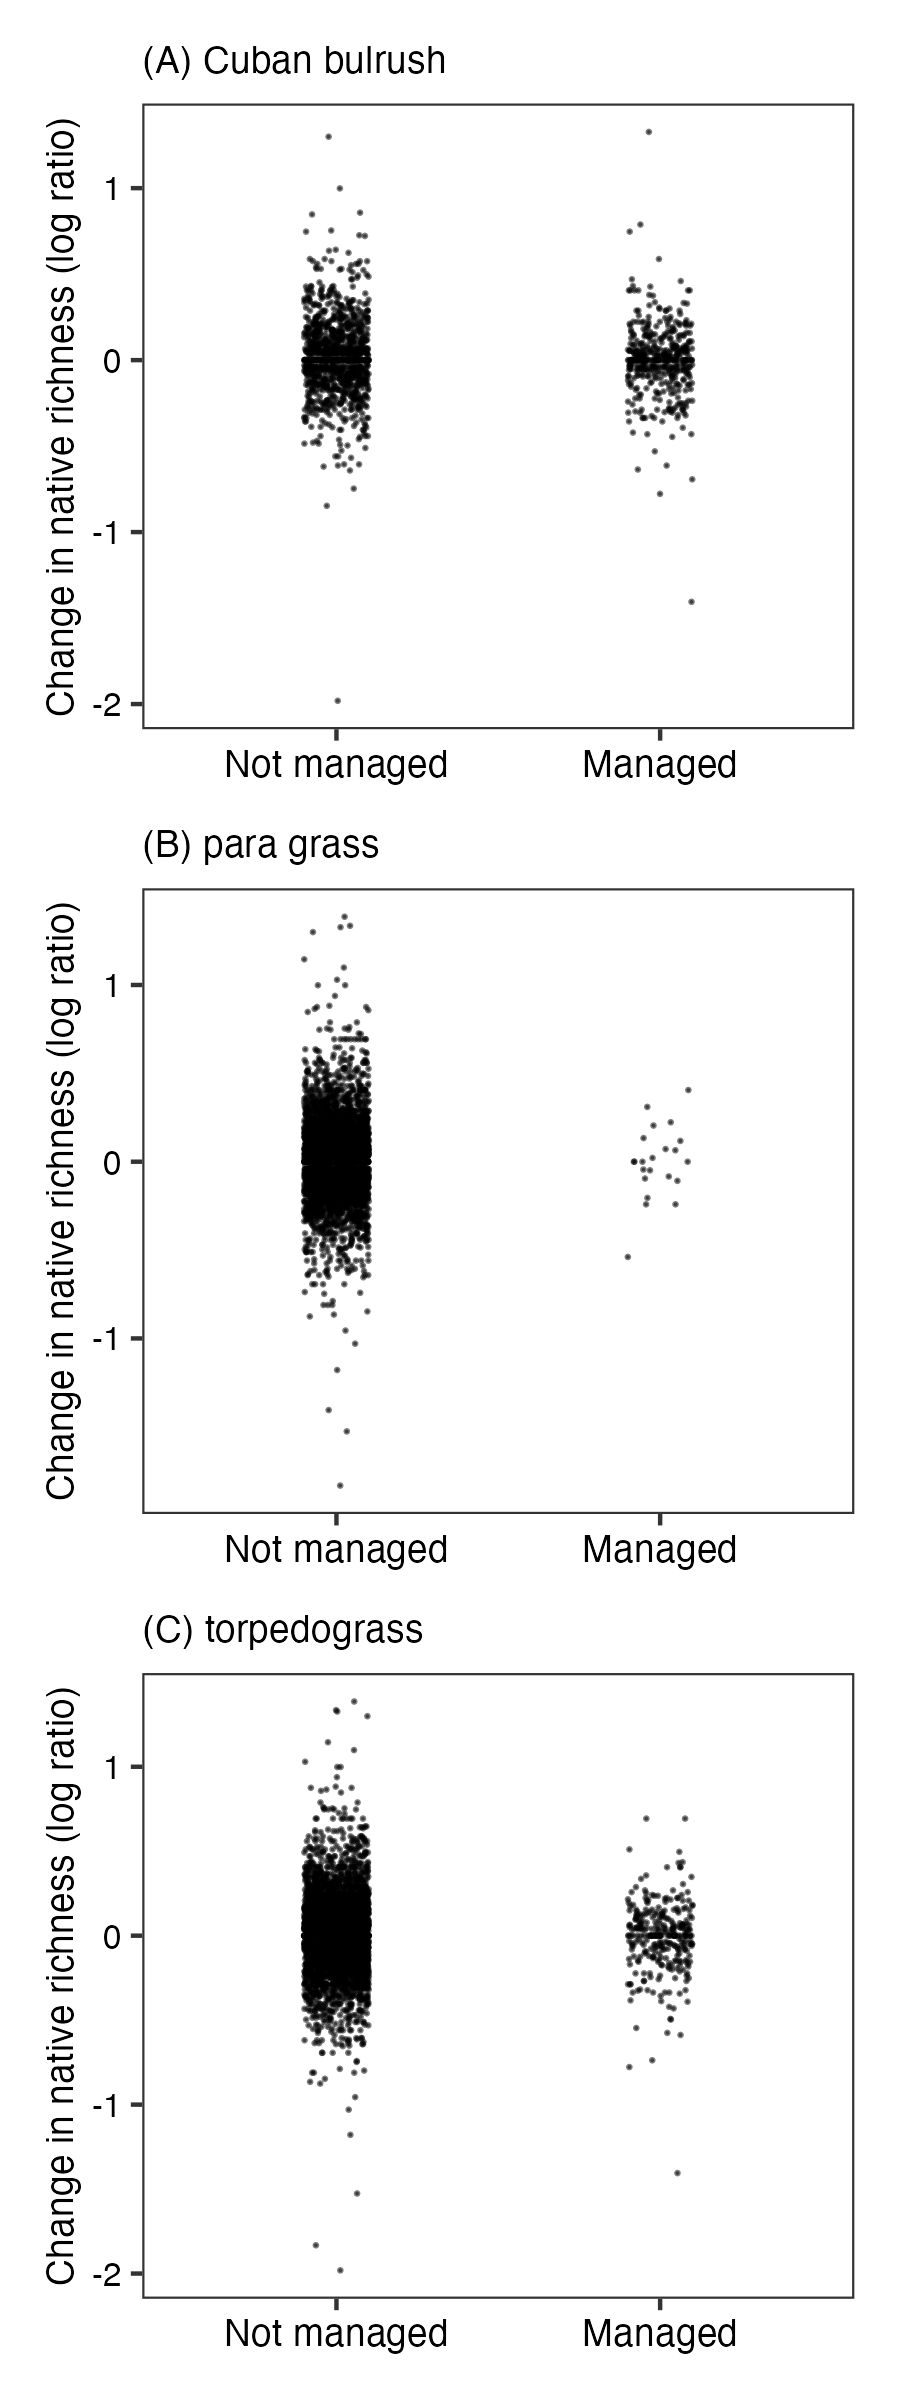 (A) Cuban bulrush
Change in native richness (log ratio)
1
0
-1
-2
Not managed Managed
(B) para grass
Change in native richness (log ratio)
1
0
-1
Not managed Managed
(C) torpedograss
Change in native richness (log ratio)
1
0
-1
-2
Not managed Managed